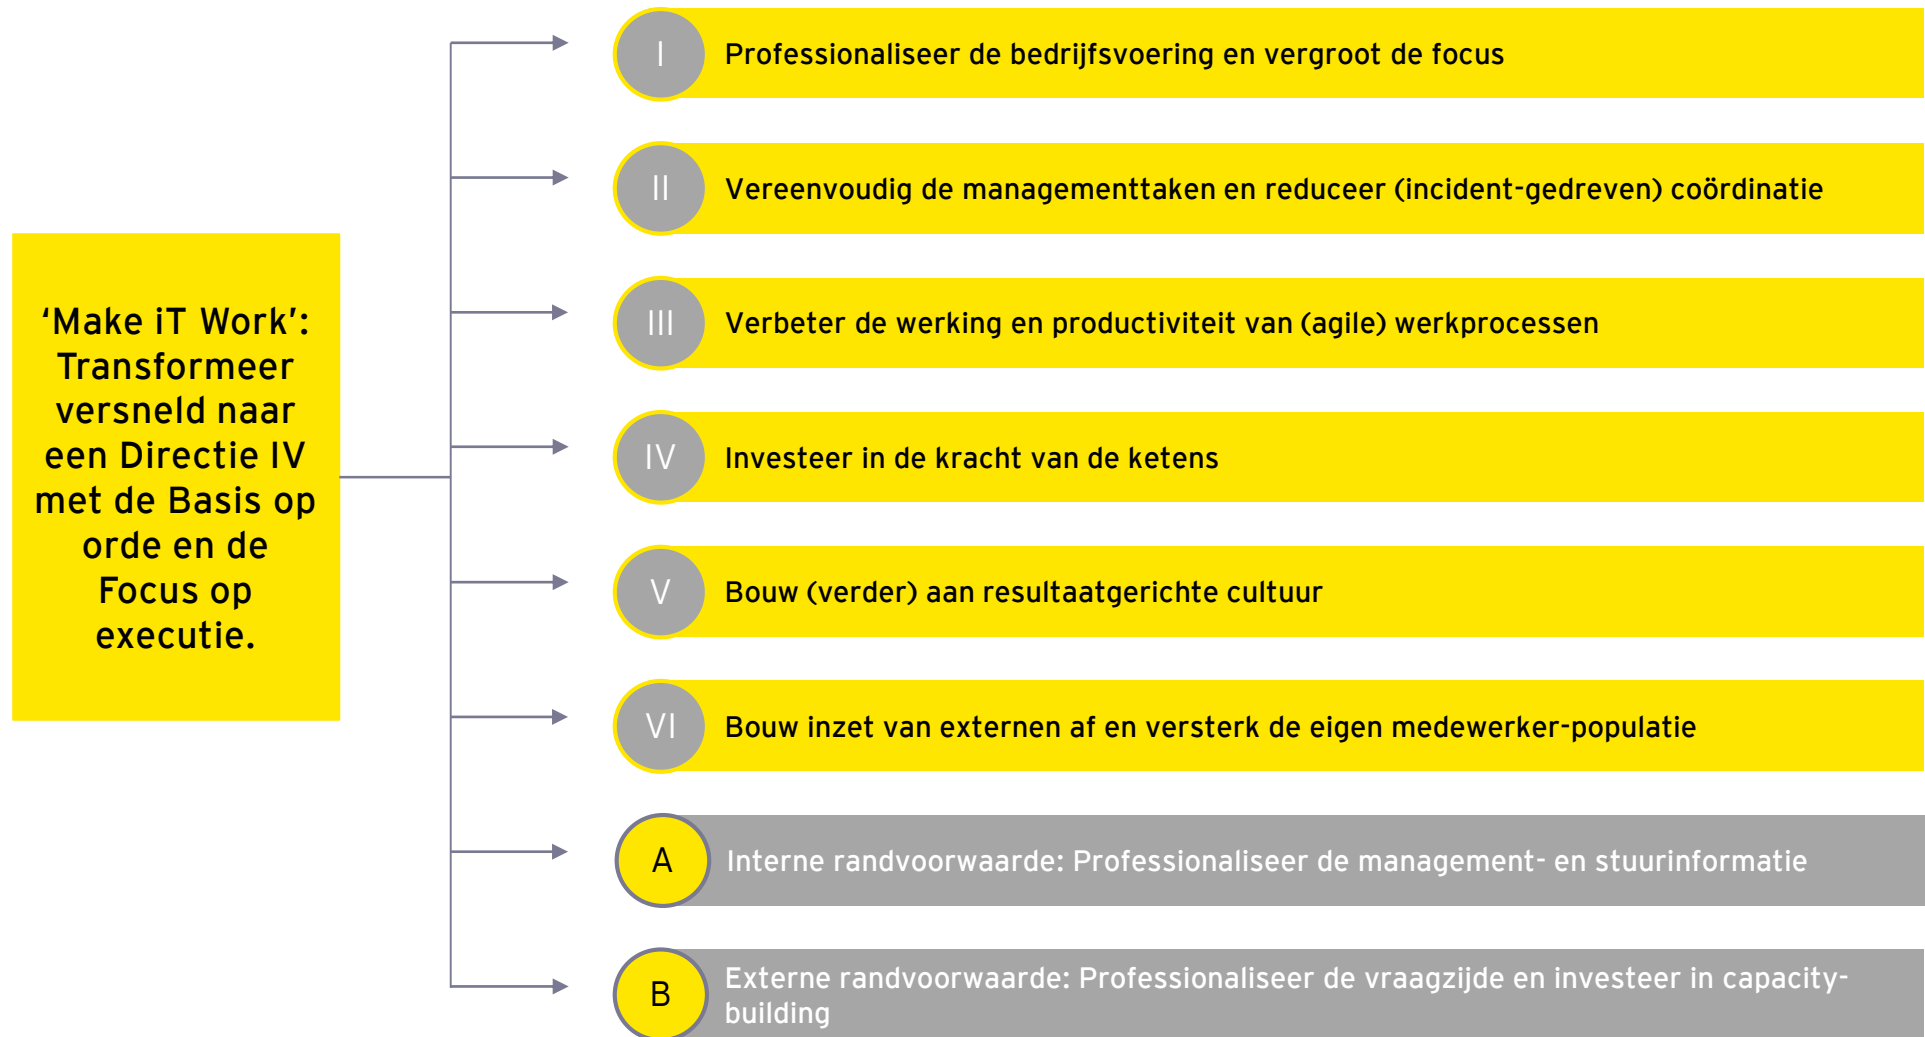 ‘Make iT Work’:
Transformeer
versneld naar
een Directie IV
met de Basis op
orde en de
Focus op
executie.
I
Professionaliseer de bedrijfsvoering en vergroot de focus
II
Vereenvoudig de managementtaken en reduceer (incident-gedreven) coördinatie
III
Verbeter de werking en productiviteit van (agile) werkprocessen
IV
Investeer in de kracht van de ketens
V
Bouw (verder) aan resultaatgerichte cultuur
VI
Bouw inzet van externen af en versterk de eigen medewerker-populatie
A
Interne randvoorwaarde: Professionaliseer de management- en stuurinformatie
B
Externe randvoorwaarde: Professionaliseer de vraagzijde en investeer in capacity-
building